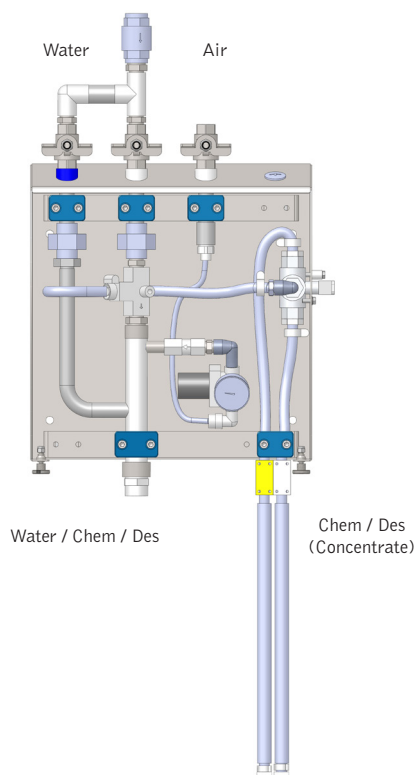 Water
Air
Water / Chem / Des
Chem / Des
(Concentrate)